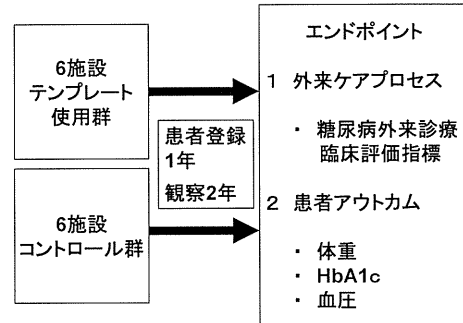 6施設
テンプレート
使用群
患者登録
1年
観察2年
6施設
コントロール群
エンドポイント
1 外来ケアプロセス
・ 糖尿病外来診療
臨床評価指標
2 患者アウトカム
・ 体重
・ HbA1c
・ 血圧